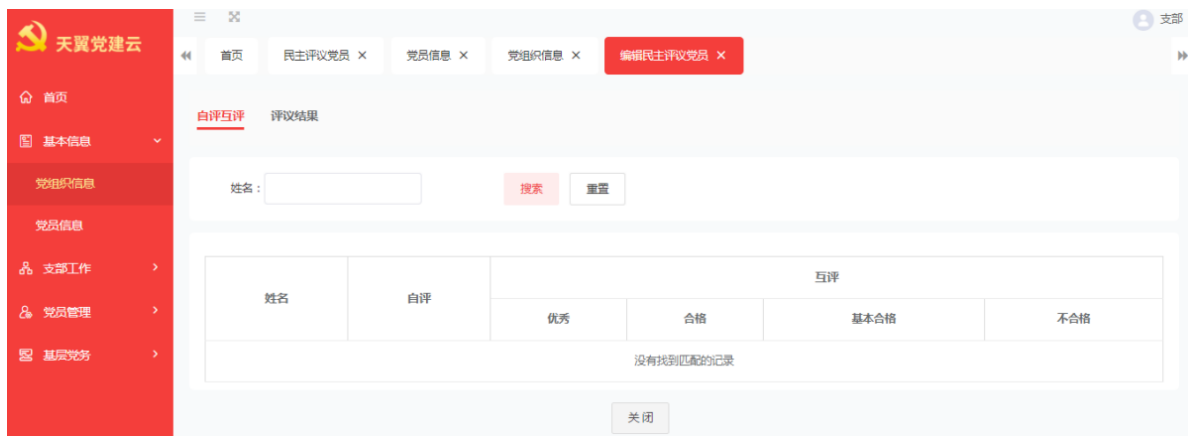 天翼党建云
支部
首页 民主评议党员 × 党员信息 × 党组织信息 × 编辑民主评议党员 ×
首页
基本信息
党组织信息
党员信息
支部工作
党员管理
基层党务
自评互评 评议结果
姓名： 搜索 重置
姓名 自评 互评
优秀 合格 基本合格 不合格
没有找到匹配的记录
关闭